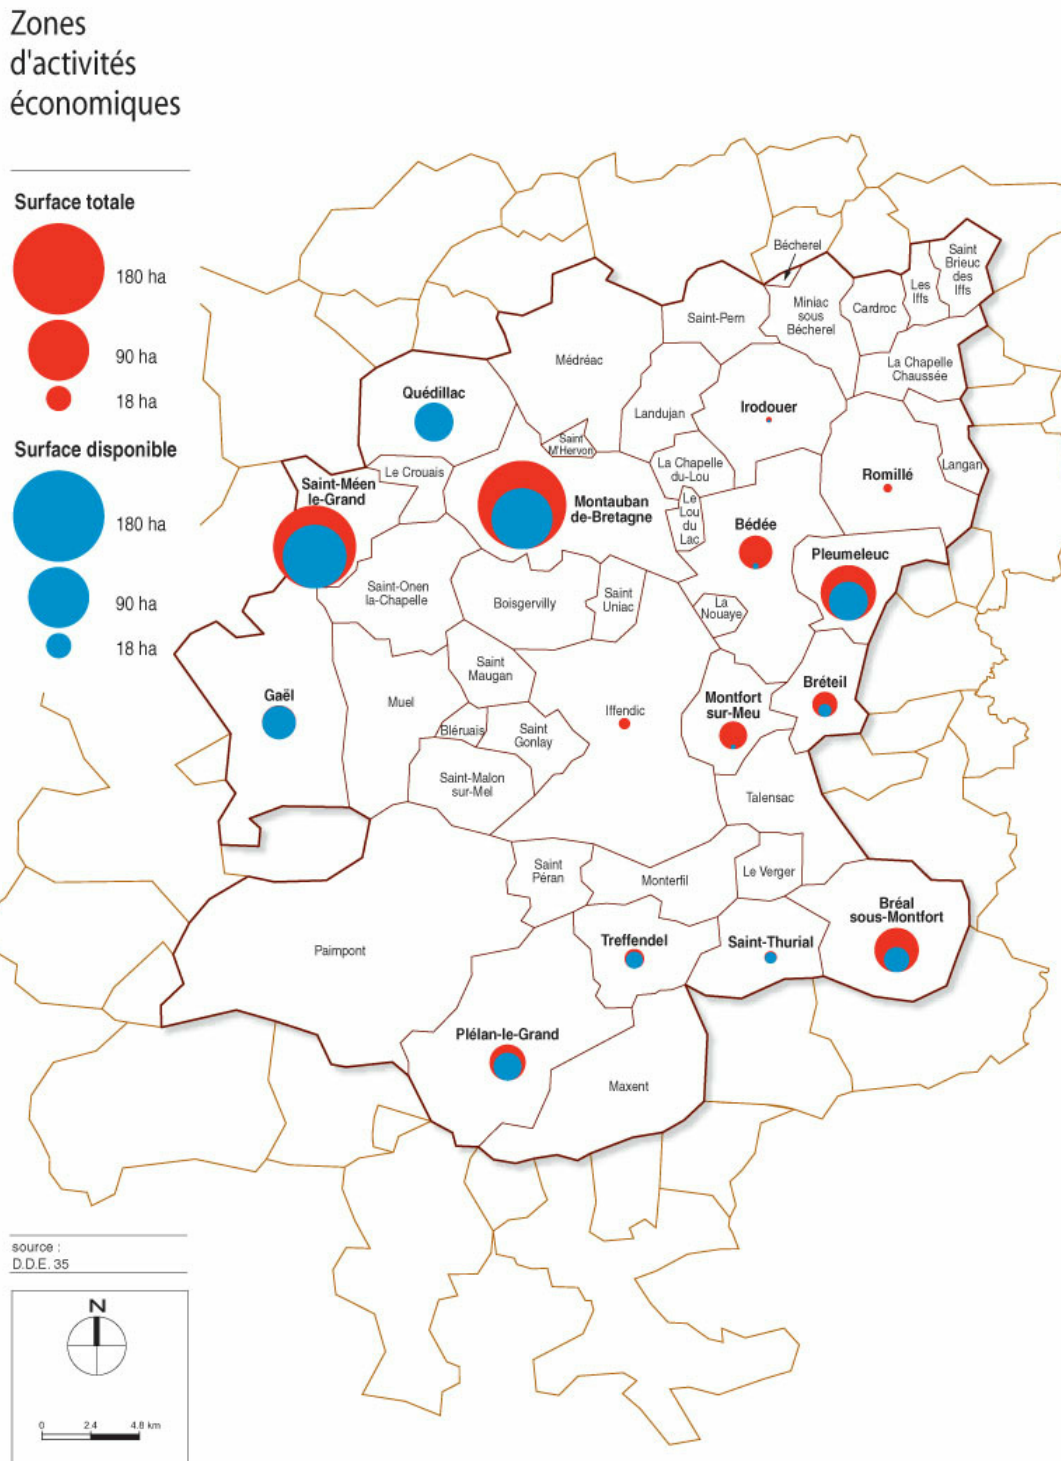 Zones
d'activités
économiques
Surface totale
180 ha
90 ha
18 ha
Surface disponible
180 ha
90 ha
18 ha
Bécherel
Saint
Brieuc
des
Iffs
Les
Iffs
Miniac
sous
Bécherel
Cardroc
Saint-Pern
Médréac
La Chapelle
Chaussée
Quédillac
Irodouer
Landujan
Saint
M'Hervon
Le Crouais
La Chapelle
du-Lou
Langan
Romillé
Saint-Méen
le-Grand
Montauban
de-Bretagne
Le
Lou
du
Lac
Bédée
Pleumeleuc
Saint-Onen
la-Chapelle
Boisgervilly
Saint
Uniac
La
Nouaye
Saint
Maugan
Bréteil
Gaël
Muel
Iffendic
Montfort
sur-Meu
Bléruais
Saint
Gonlay
Saint-Malon
sur-Mel
Talensac
Saint
Péran
Monterfil
Le Verger
Bréal
sous-Montfort
Paimpont
Treffendel
Saint-Thurial
Plélan-le-Grand
Maxent
source :
D.D.E. 35
N
0 2.4 4.8 km